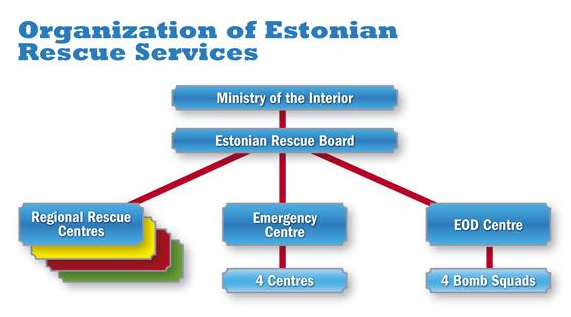 Organization of Estonian
Rescue Services
Ministry of the Interior
Estonian Rescue Board
Regional Rescue
Centres
Emergency
Centre
EOD Centre
4 Centres
4 Bomb Squads